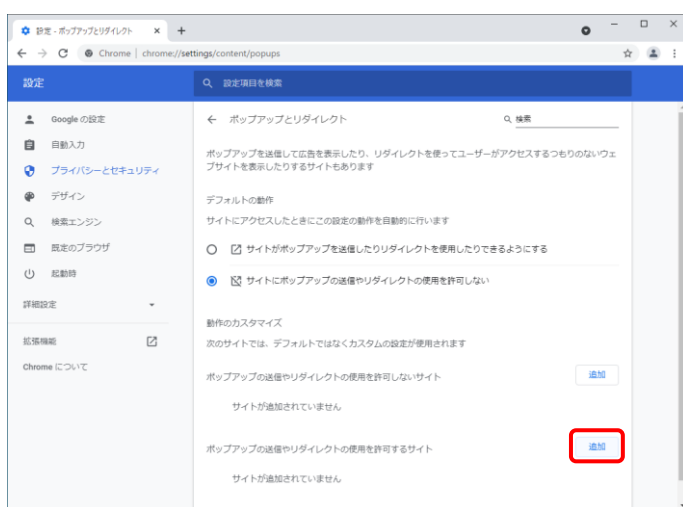 設定 - ポップアップとリダイレクト
Chrome | chrome://settings/content/popups
設定
設定項目を検索
Google の設定
自動入力
プライバシーとセキュリティ
デザイン
検索エンジン
既定のブラウザ
起動時
詳細設定
拡張機能
Chrome について
ポップアップとリダイレクト
検索
ポップアップを送信して広告を表示したり、リダイレクトを使ってユーザーがアクセスするつもりのないウェ
ブサイトを表示したりするサイトもあります
デフォルトの動作
サイトにアクセスしたときにこの設定の動作を自動的に行います
サイトがポップアップを送信したりリダイレクトを使用したりできるようにする
サイトにポップアップの送信やリダイレクトの使用を許可しない
動作のカスタマイズ
次のサイトでは、デフォルトではなくカスタムの設定が使用されます
ポップアップの送信やリダイレクトの使用を許可しないサイト
追加
サイトが追加されていません
ポップアップの送信やリダイレクトの使用を許可するサイト
追加
サイトが追加されていません